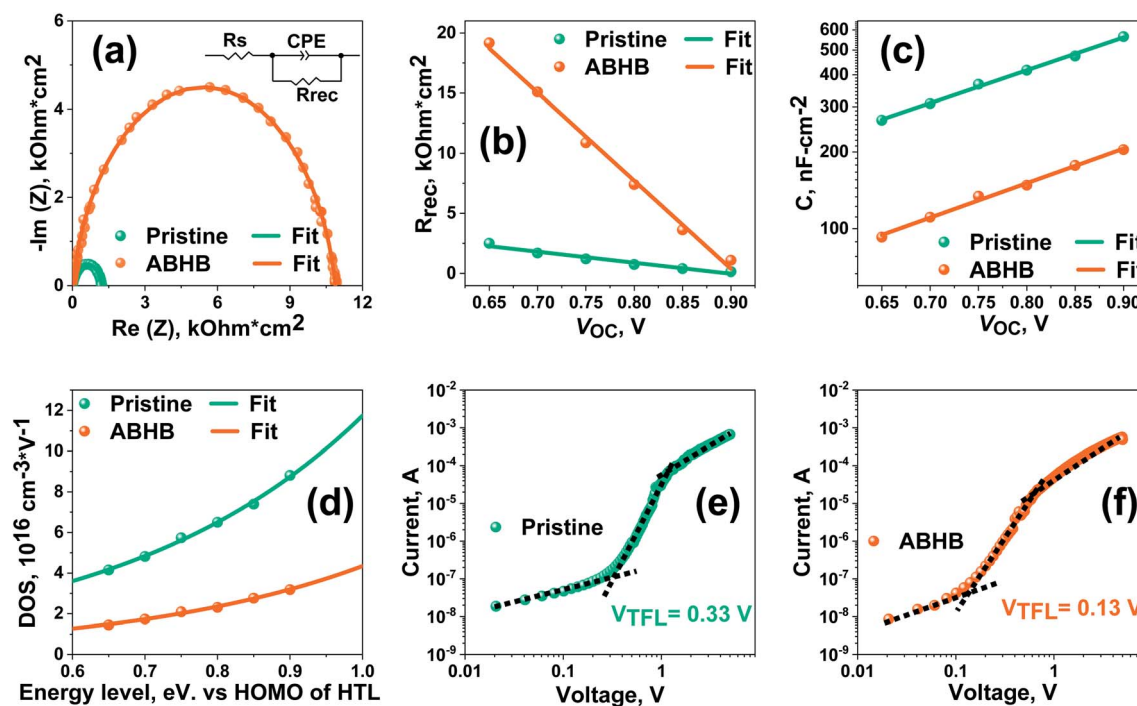 (a)
Rs
CPE
Rrec
-Im (Z), kOhm*cm2
6
4
2
0
Pristine Fit
ABHB Fit
0 3 6 9 12
Re (Z), kOhm*cm2
(b)
Rrec, kOhm*cm2
20
15
10
5
0
Pristine Fit
ABHB Fit
0.65 0.70 0.75 0.80 0.85 0.90
VOC, V
(c)
C, nF-cm-2
600
500
400
300
200
100
Pristine Fit
ABHB Fit
0.65 0.70 0.75 0.80 0.85 0.90
VOC, V
(d)
DOS, 1016 cm-3*V-1
12
10
8
6
4
2
0
Pristine Fit
ABHB Fit
0.6 0.7 0.8 0.9 1.0
Energy level, eV. vs HOMO of HTL
(e)
Current, A
10-2
10-3
10-4
10-5
10-6
10-7
10-8
10-9
Pristine
VTFL= 0.33 V
0.01 0.1 1
Voltage, V
(f)
Current, A
10-2
10-3
10-4
10-5
10-6
10-7
10-8
10-9
ABHB
VTFL= 0.13 V
0.01 0.1 1
Voltage, V